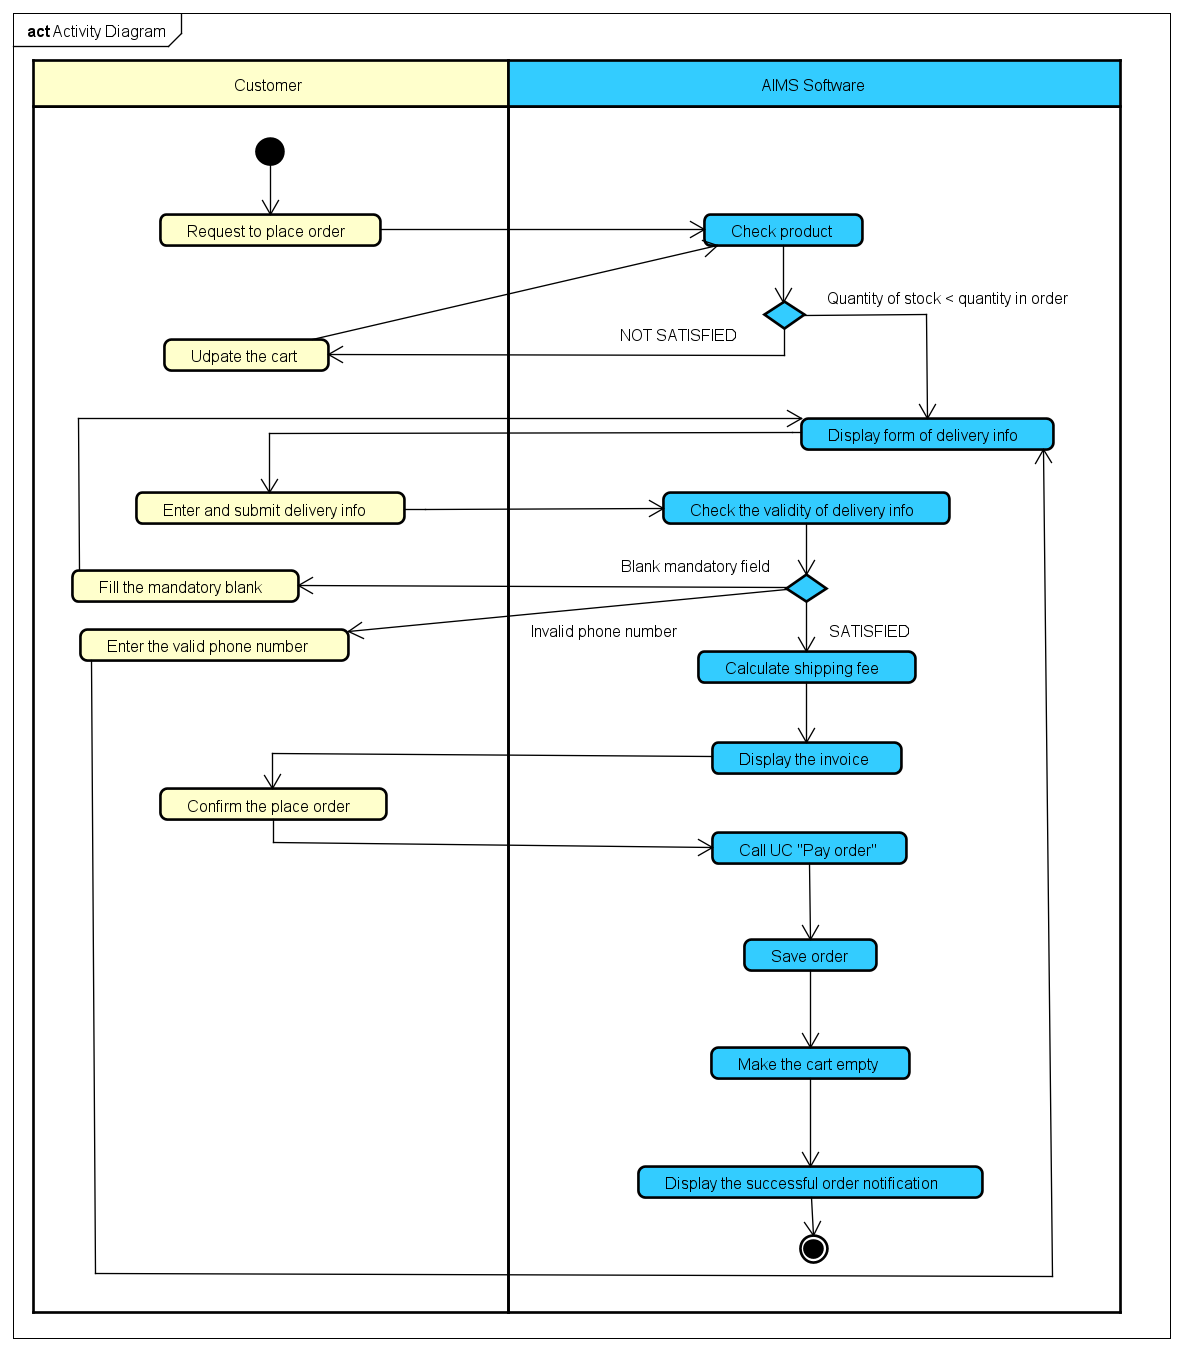 act Activity Diagram
Customer
AIMS Software
Request to place order
Check product
Quantity of stock < quantity in order
NOT SATISFIED
Udpate the cart
Display form of delivery info
Enter and submit delivery info
Check the validity of delivery info
Blank mandatory field
Fill the mandatory blank
Invalid phone number
SATISFIED
Enter the valid phone number
Calculate shipping fee
Display the invoice
Confirm the place order
Call UC "Pay order"
Save order
Make the cart empty
Display the successful order notification